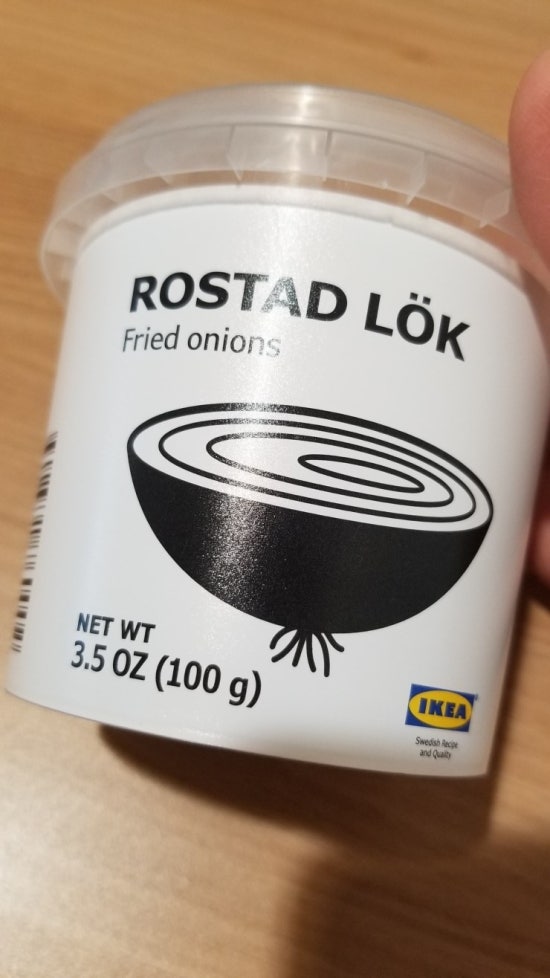 ROSTAD LÖK
Fried onions
NET WT
3.5 OZ (100 g)
IKEA
Swedish Recipe
and Quality